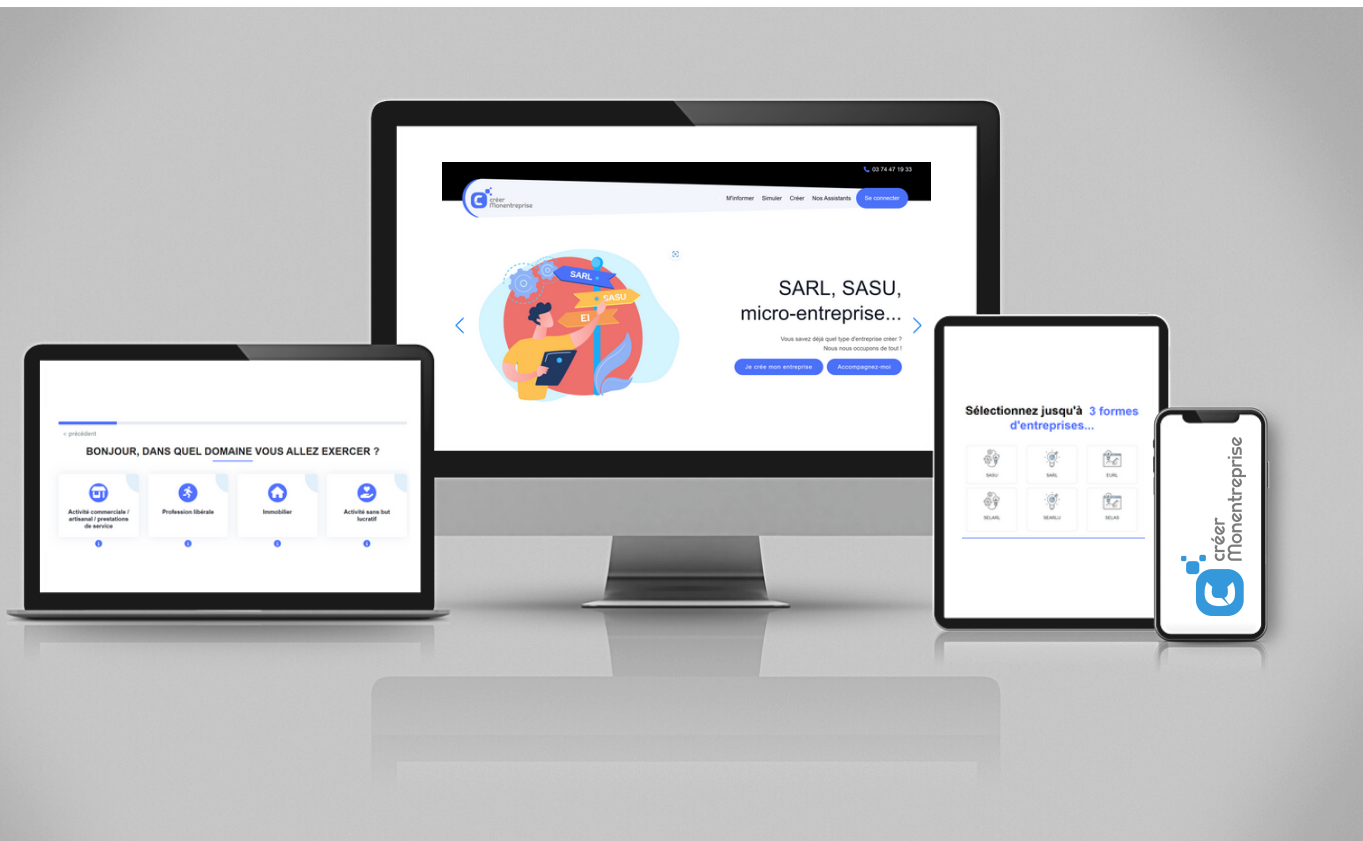 03 74 47 19 33
créer
Monentreprise
M'informer Simuler Créer Nos Assistants Se connecter
SARL
SASU
EI
SARL, SASU,
micro-entreprise...
Vous savez déjà quel type d'entreprise créer ?
Nous nous occupons de tout !
Je crée mon entreprise Accompagnez-moi
< précédent
BONJOUR, DANS QUEL DOMAINE VOUS ALLEZ EXERCER ?
Activité commerciale /
artisanal / prestations
de service
Profession libérale
Immobilier
Activité sans but
lucratif
Sélectionnez jusqu'à 3 formes
d'entreprises...
SASU SARL EURL
SELARL SEARLU SELAS
créer
Monentreprise